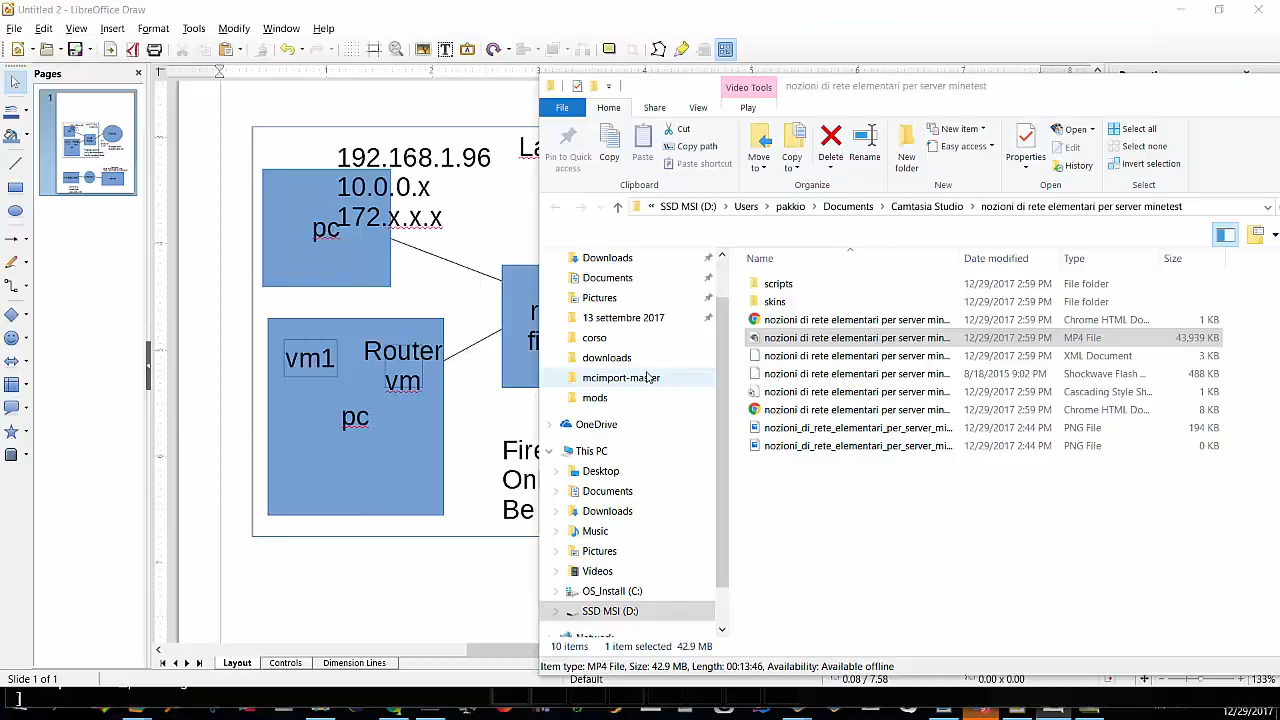 Untitled 2 - LibreOffice Draw
File Edit View Insert Format Tools Modify Window Help
Pages
1
192.168.1.96
10.0.0.x
172.x.x.x
pc
vm1
Router
vm
pc
Fire
On
Be
Video Tools
nozioni di rete elementari per server minetest
File Home Share View Play
Pin to Quick access
Copy
Paste
Cut
Copy path
Paste shortcut
Clipboard
Move to
Copy to
Delete
Rename
Organize
New folder
New item
Easy access
New
Properties
Open
Edit
History
Open
Select all
Select none
Invert selection
Select
« SSD MSI (D:) > Users > pakkio > Documents > Camtasia Studio > nozioni di rete elementari per server minetest
Downloads
Documents
Pictures
13 settembre 2017
corso
downloads
mcimport-master
mods
OneDrive
This PC
Desktop
Documents
Downloads
Music
Pictures
Videos
OS_Install (C:)
SSD MSI (D:)
Name Date modified Type Size
scripts 12/29/2017 2:59 PM File folder
skins 12/29/2017 2:59 PM File folder
nozioni di rete elementari per server min... 12/29/2017 2:59 PM Chrome HTML Do... 1 KB
nozioni di rete elementari per server min... 12/29/2017 2:59 PM MP4 File 43,939 KB
nozioni di rete elementari per server min... 12/29/2017 2:59 PM XML Document 3 KB
nozioni di rete elementari per server min... 8/18/2015 9:02 PM Shockwave Flash ... 488 KB
nozioni di rete elementari per server min... 12/29/2017 2:59 PM Cascading Style Sh... 1 KB
nozioni di rete elementari per server min... 12/29/2017 2:59 PM Chrome HTML Do... 8 KB
nozioni_di_rete_elementari_per_server_mi... 12/29/2017 2:44 PM PNG File 194 KB
nozioni_di_rete_elementari_per_server_mi... 12/29/2017 2:44 PM PNG File 0 KB
10 items 1 item selected 42.9 MB
Item type: MP4 File, Size: 42.9 MB, Length: 00:13:46, Availability: Available offline
Layout Controls Dimension Lines
Slide 1 of 1 Default 0.08 / 7.58 0.00 x 0.00 135%
12/29/2017